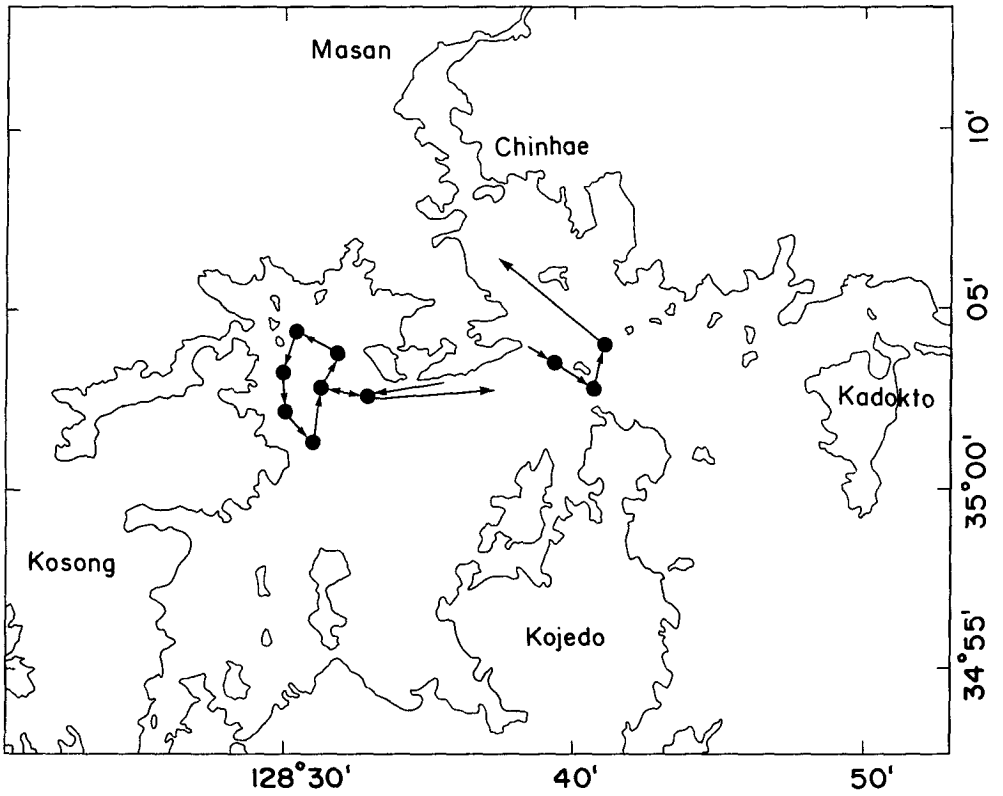 Masan
Chinhae
10'
05'
Kadokto
35°00'
Kosong
Kojedo
34°55'
128°30'
40'
50'